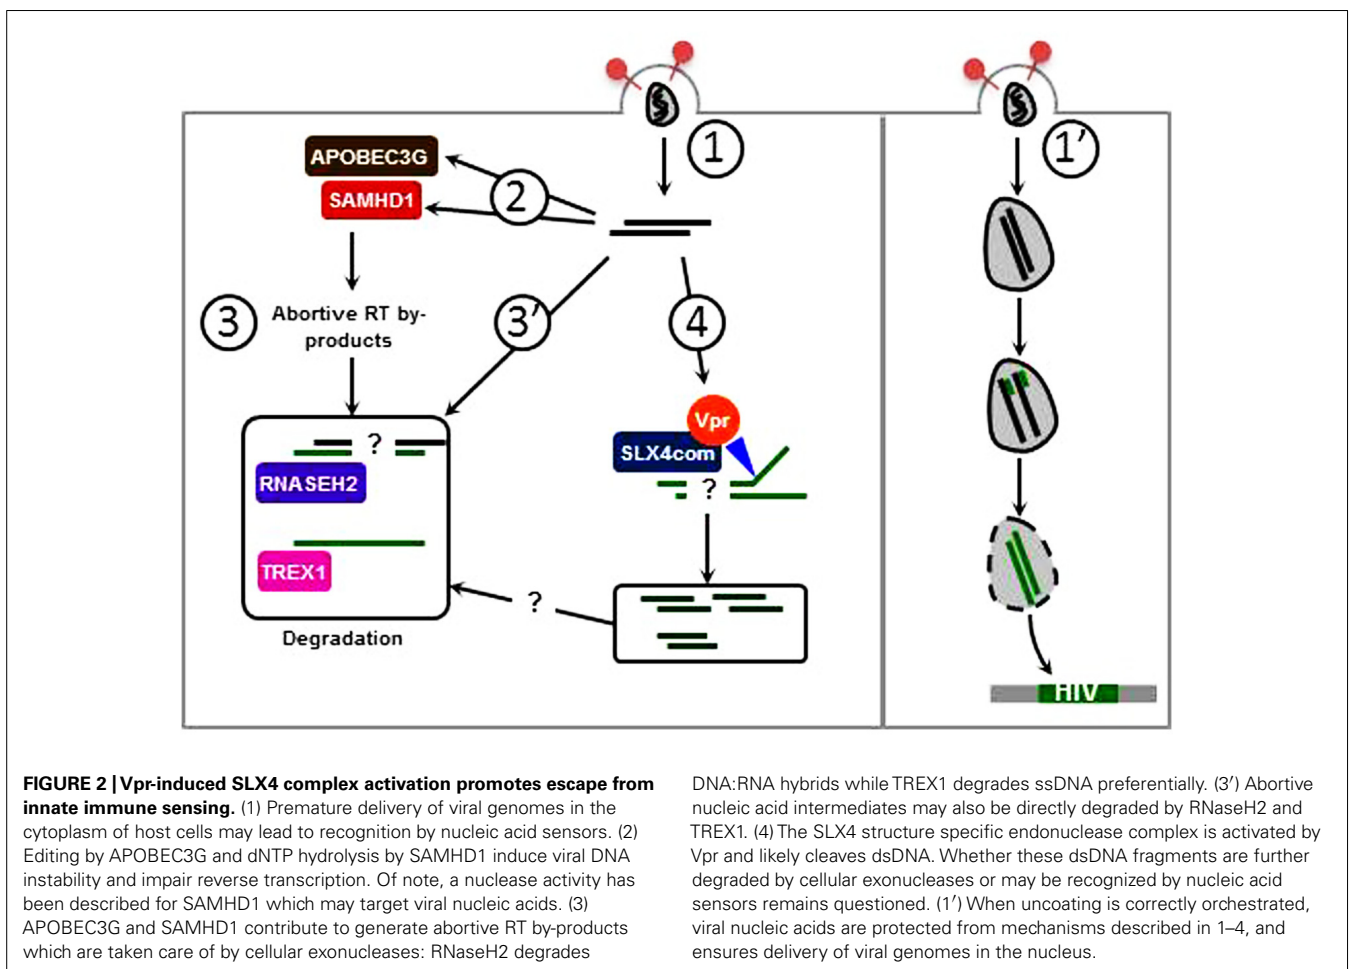 1
1′
APOBEC3G
SAMHD1
2
3
Abortive RT by-
products
3′
4
Vpr
SLX4com
?
RNASEH2
?
TREX1
?
Degradation
HIV
FIGURE 2 | Vpr-induced SLX4 complex activation promotes escape from
innate immune sensing. (1) Premature delivery of viral genomes in the
cytoplasm of host cells may lead to recognition by nucleic acid sensors. (2)
Editing by APOBEC3G and dNTP hydrolysis by SAMHD1 induce viral DNA
instability and impair reverse transcription. Of note, a nuclease activity has
been described for SAMHD1 which may target viral nucleic acids. (3)
APOBEC3G and SAMHD1 contribute to generate abortive RT by-products
which are taken care of by cellular exonucleases: RNaseH2 degrades
DNA:RNA hybrids while TREX1 degrades ssDNA preferentially. (3′) Abortive
nucleic acid intermediates may also be directly degraded by RNaseH2 and
TREX1. (4) The SLX4 structure specific endonuclease complex is activated by
Vpr and likely cleaves dsDNA. Whether these dsDNA fragments are further
degraded by cellular exonucleases or may be recognized by nucleic acid
sensors remains questioned. (1′) When uncoating is correctly orchestrated,
viral nucleic acids are protected from mechanisms described in 1–4, and
ensures delivery of viral genomes in the nucleus.